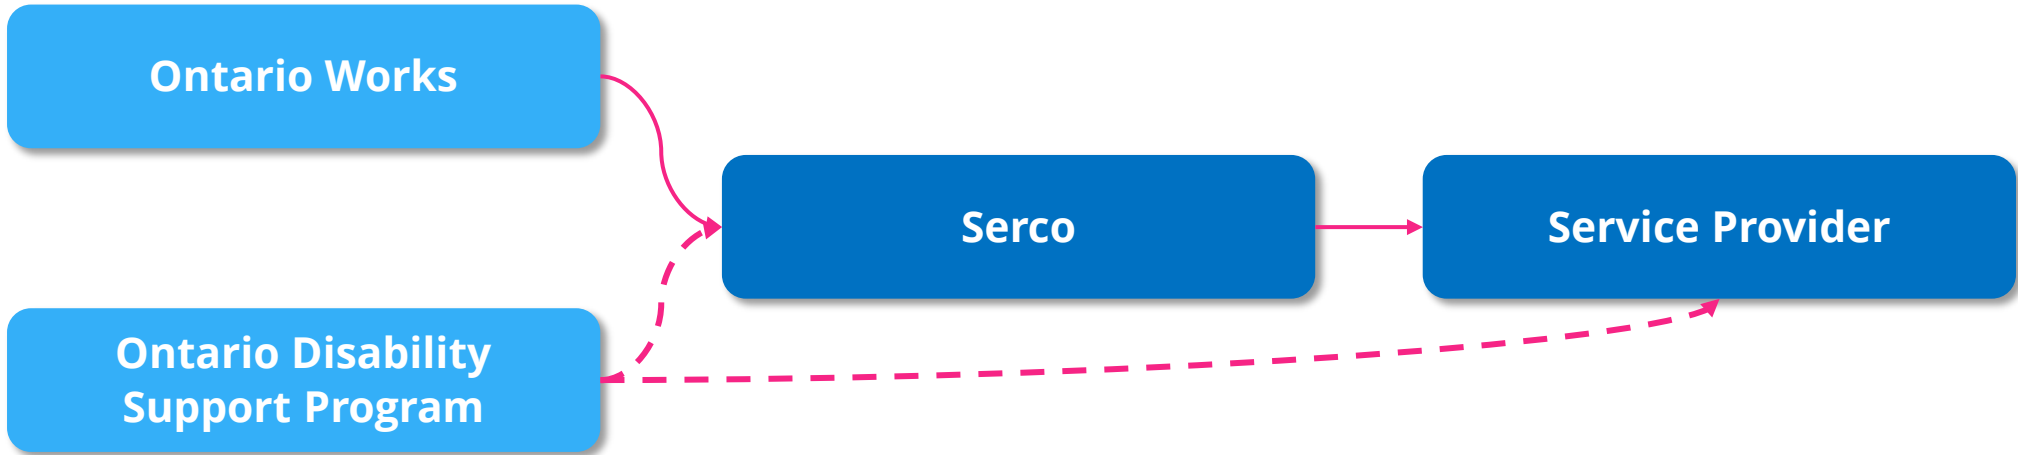 Ontario Works
Serco
Service Provider
Ontario Disability
Support Program